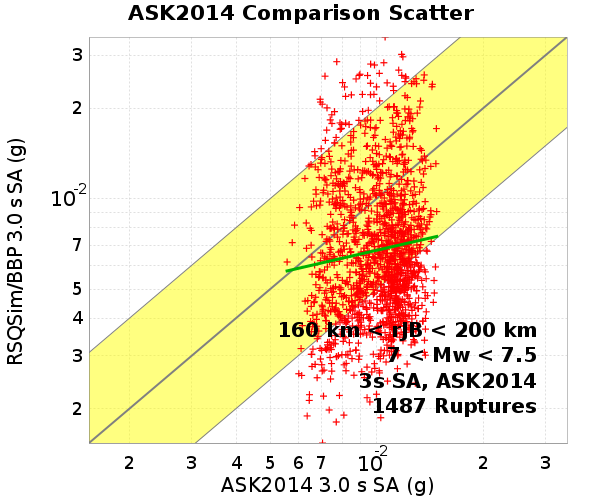 ASK2014 Comparison Scatter
RSQSim/BBP 3.0 s SA (g)
3
2
10-2
7
5
4
3
2
160 km < rJB < 200 km
7 < Mw < 7.5
3s SA, ASK2014
1487 Ruptures
2 3 4 5 6 7 10-2 2 3
ASK2014 3.0 s SA (g)